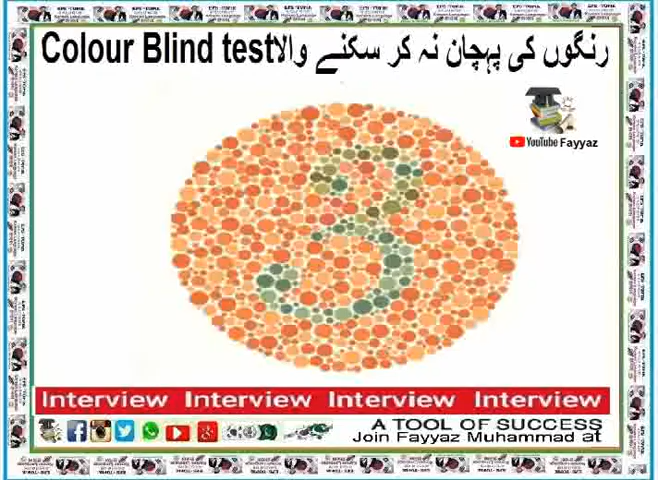 Colour Blind test رنگوں کی پہچان نہ کر سکنے والا
YouTube Fayyaz
3
Interview Interview Interview Interview
A TOOL OF SUCCESS
Join Fayyaz Muhammad at